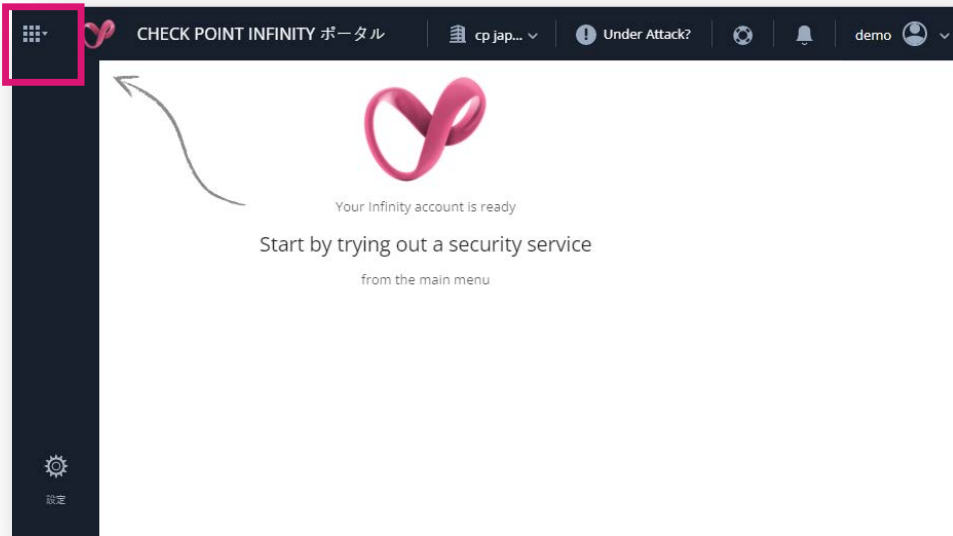 CHECK POINT INFINITY ポータル
cp jap...
Under Attack?
demo
Your Infinity account is ready
Start by trying out a security service
from the main menu
設定